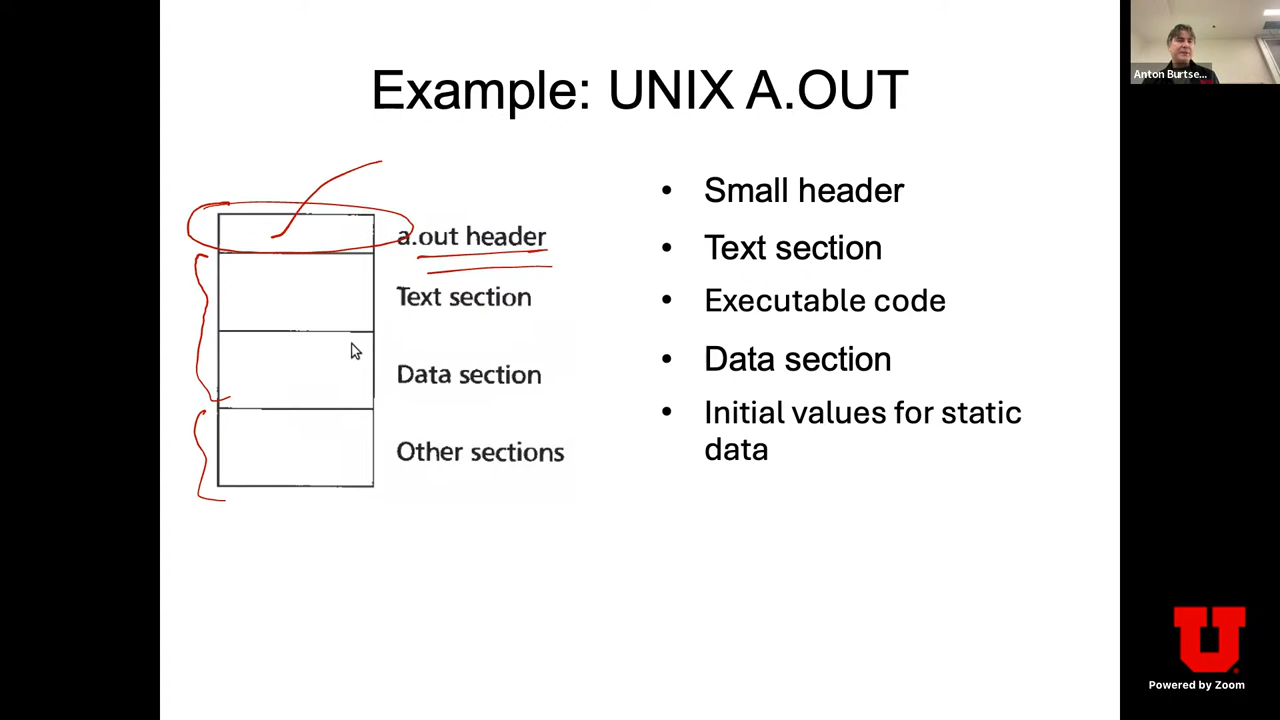 Anton Burtse...
Example: UNIX A.OUT
a.out header
Text section
Data section
Other sections
• Small header
• Text section
• Executable code
• Data section
• Initial values for static
data
U
Powered by Zoom